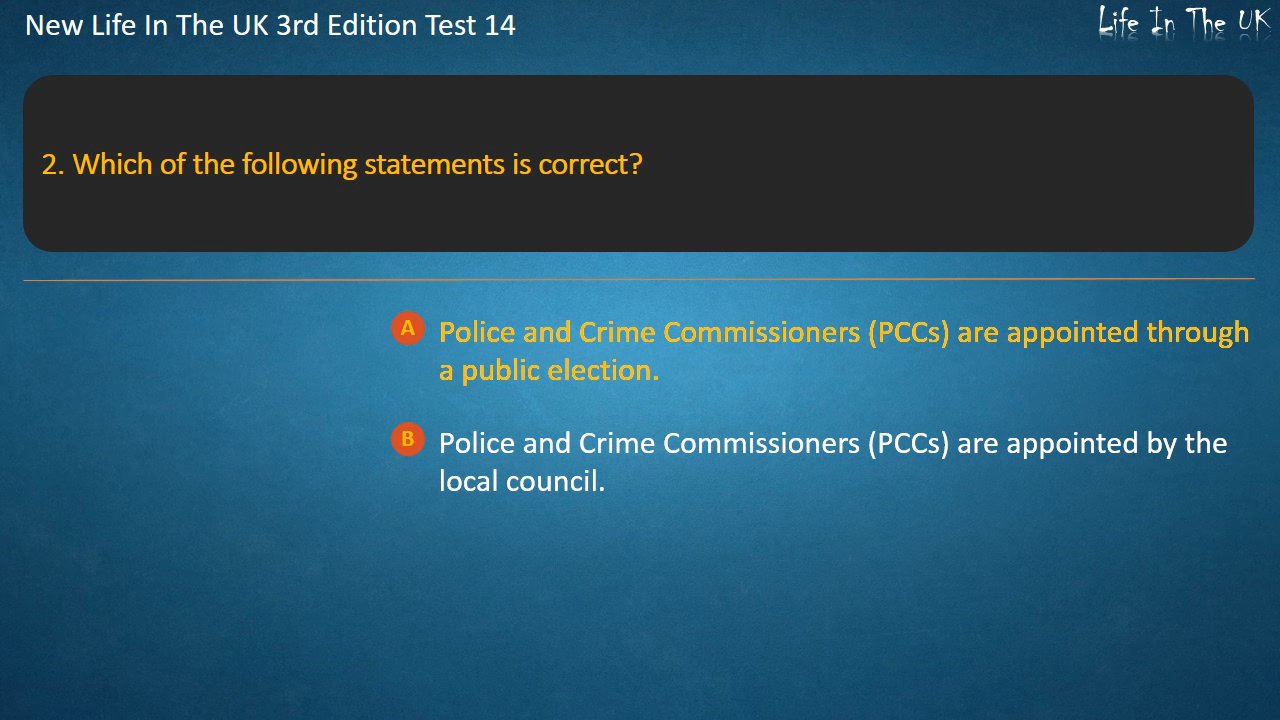 New Life In The UK 3rd Edition Test 14
Life In The UK
2. Which of the following statements is correct?
A Police and Crime Commissioners (PCCs) are appointed through
a public election.
B Police and Crime Commissioners (PCCs) are appointed by the
local council.